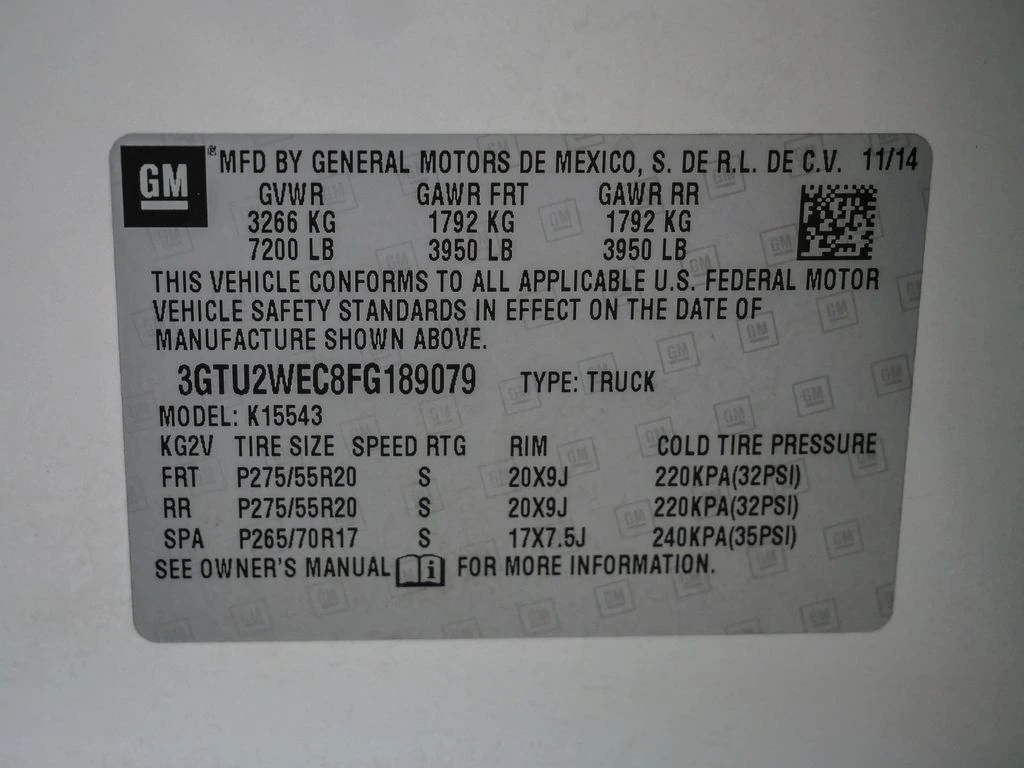 GM ® MFD BY GENERAL MOTORS DE MEXICO, S. DE R.L. DE C.V. 11/14
GVWR GAWR FRT GAWR RR
3266 KG 1792 KG 1792 KG
7200 LB 3950 LB 3950 LB
THIS VEHICLE CONFORMS TO ALL APPLICABLE U.S. FEDERAL MOTOR
VEHICLE SAFETY STANDARDS IN EFFECT ON THE DATE OF
MANUFACTURE SHOWN ABOVE.
3GTU2WEC8FG189079 TYPE: TRUCK
MODEL: K15543
KG2V TIRE SIZE SPEED RTG RIM COLD TIRE PRESSURE
FRT P275/55R20 S 20X9J 220KPA(32PSI)
RR P275/55R20 S 20X9J 220KPA(32PSI)
SPA P265/70R17 S 17X7.5J 240KPA(35PSI)
SEE OWNER'S MANUAL i FOR MORE INFORMATION.